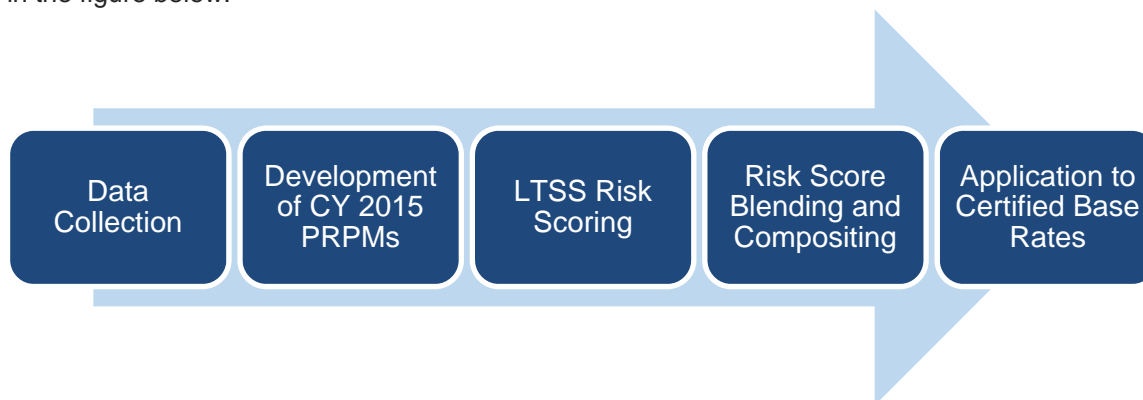 in the figure below.
Data
Collection
Development
of CY 2015
PRPMs
LTSS Risk
Scoring
Risk Score
Blending and
Compositing
Application to
Certified Base
Rates